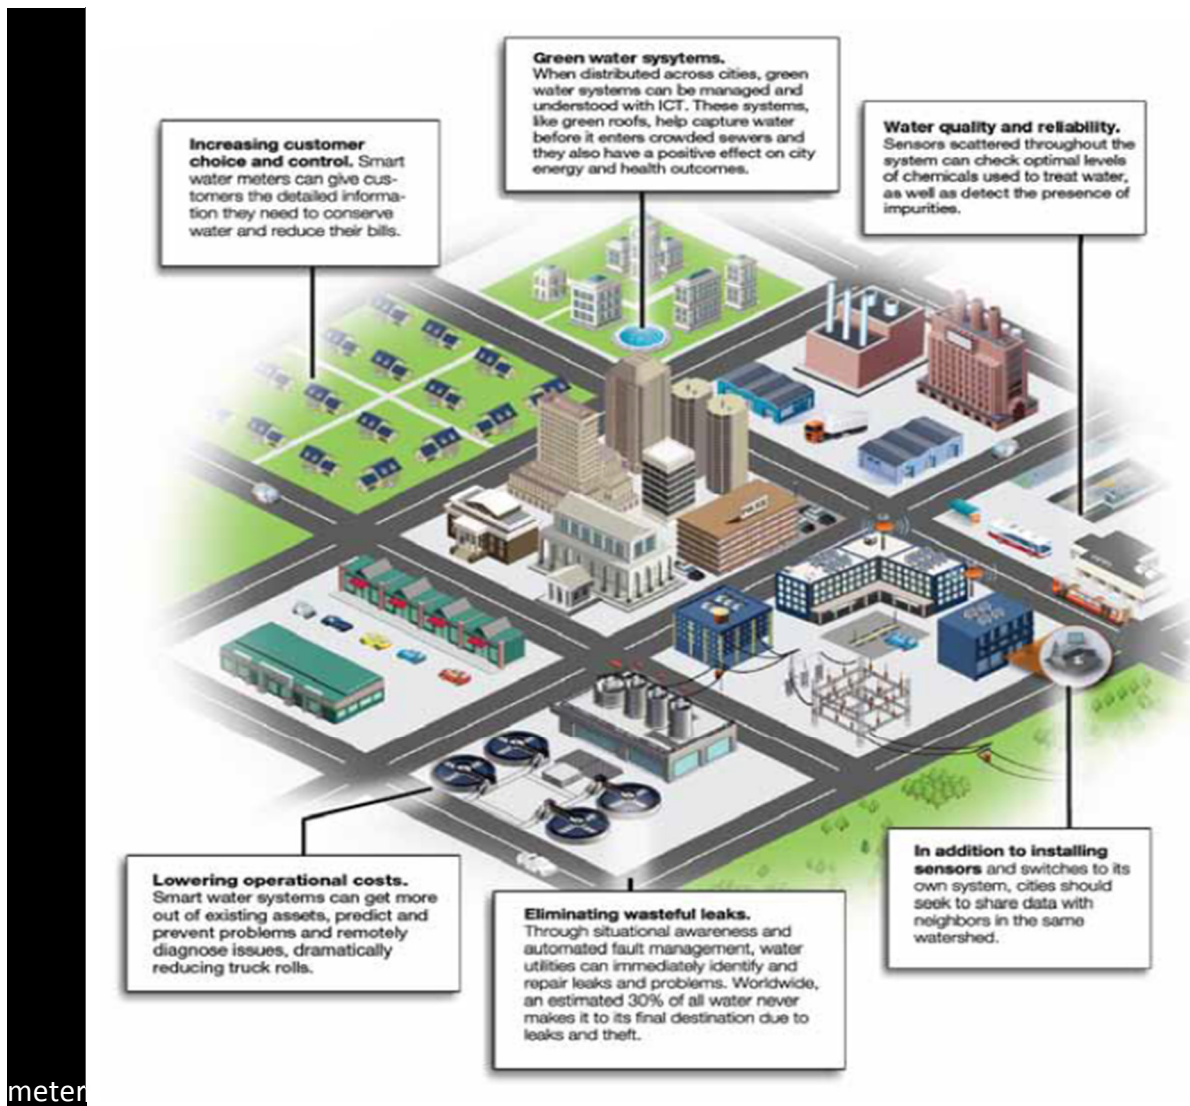 Green water sysytems.
When distributed across cities, green
water systems can be managed and
understood with ICT. These systems,
like green roofs, help capture water
before it enters crowded sewers and
they also have a positive effect on city
energy and health outcomes.
Increasing customer
choice and control. Smart
water meters can give cus-
tomers the detailed informa-
tion they need to conserve
water and reduce their bills.
Water quality and reliability.
Sensors scattered throughout the
system can check optimal levels
of chemicals used to treat water,
as well as detect the presence of
impurities.
POLICE
Lowering operational costs.
Smart water systems can get more
out of existing assets, predict and
prevent problems and remotely
diagnose issues, dramatically
reducing truck rolls.
Eliminating wasteful leaks.
Through situational awareness and
automated fault management, water
utilities can immediately identify and
repair leaks and problems. Worldwide,
an estimated 30% of all water never
makes it to its final destination due to
leaks and theft.
In addition to installing
sensors and switches to its
own system, cities should
seek to share data with
neighbors in the same
watershed.
meter